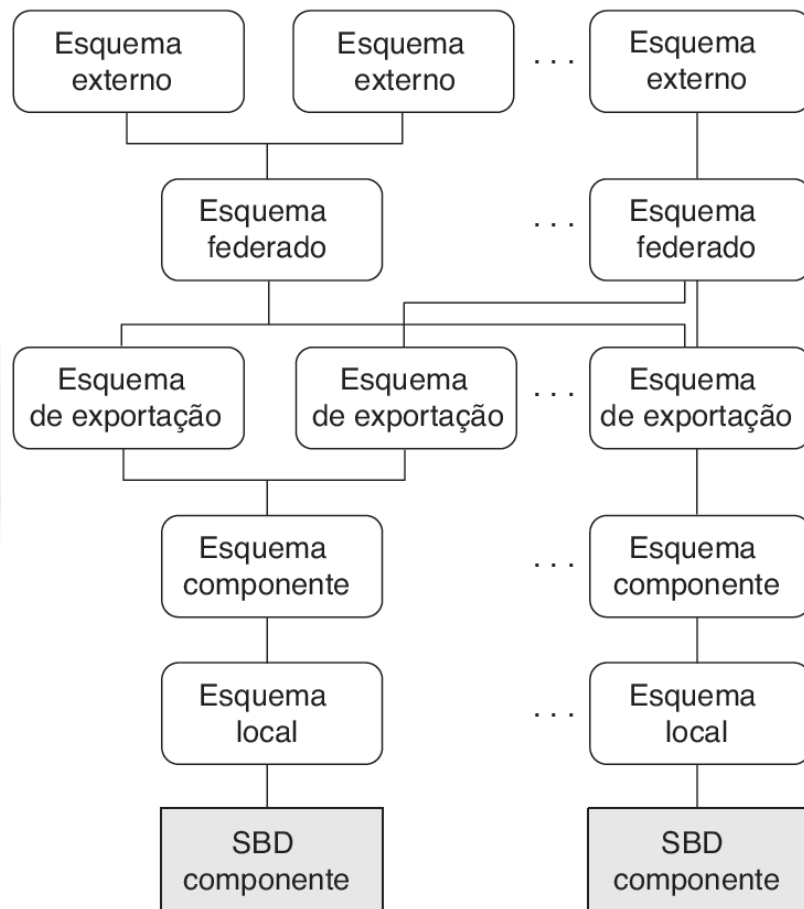 Esquema
externo
Esquema
externo
. . .
Esquema
externo
Esquema
federado
. . .
Esquema
federado
Esquema
de exportação
Esquema
de exportação
. . .
Esquema
de exportação
Esquema
componente
. . .
Esquema
componente
Esquema
local
. . .
Esquema
local
SBD
componente
SBD
componente